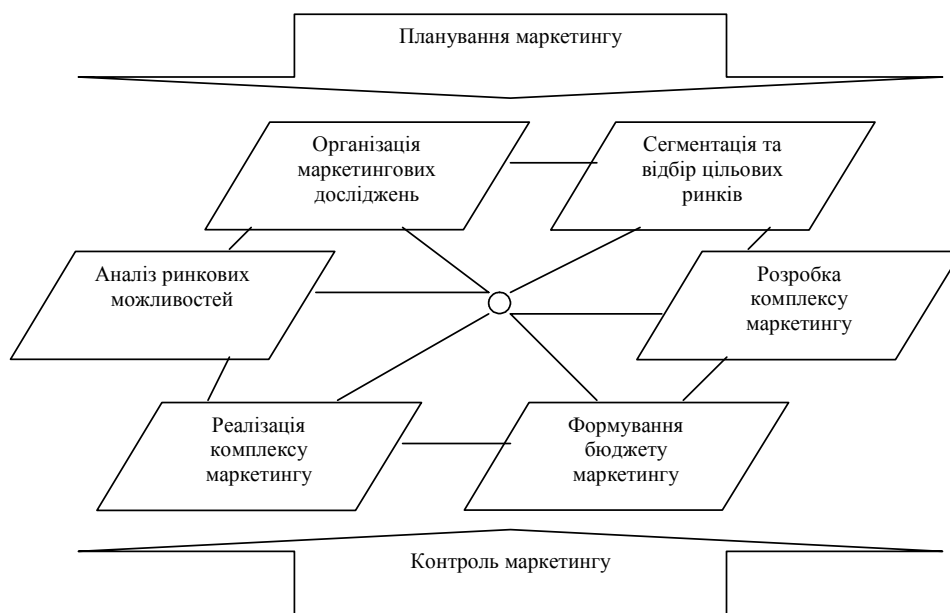 Планування маркетингу
Організація
маркетингових
досліджень
Сегментація та
відбір цільових
ринків
Аналіз ринкових
можливостей
Розробка
комплексу
маркетингу
Реалізація
комплексу
маркетингу
Формування
бюджету
маркетингу
Контроль маркетингу